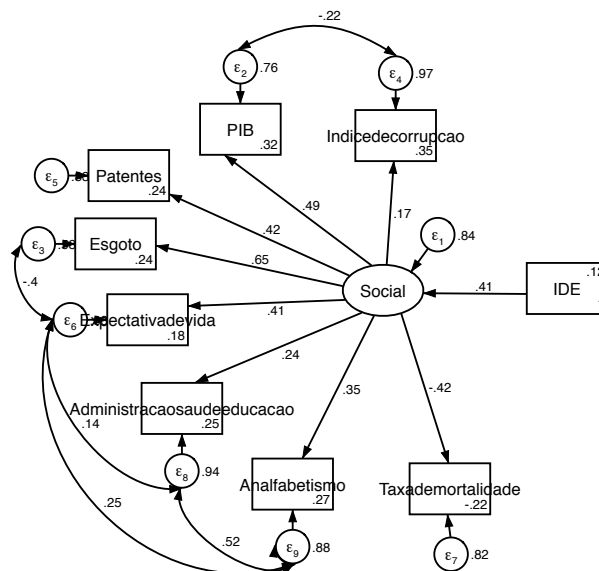 -.22
ε2 .76
ε4 .97
PIB
.32
Indicedecorrupcao
.35
Patentes
.24
ε5
.49
.17
.42
ε1 .84
Esgoto
.24
ε3
.65
Social
.41
IDE
.12
-.4
ε6
Expectativadevida
.18
.41
.24
.35
-.42
Administracaosaudeeducacao
.25
.14
ε8 .94
Analfabetismo
.27
Taxademortalidade
-.22
.25
.52
ε9 .88
ε7 .82